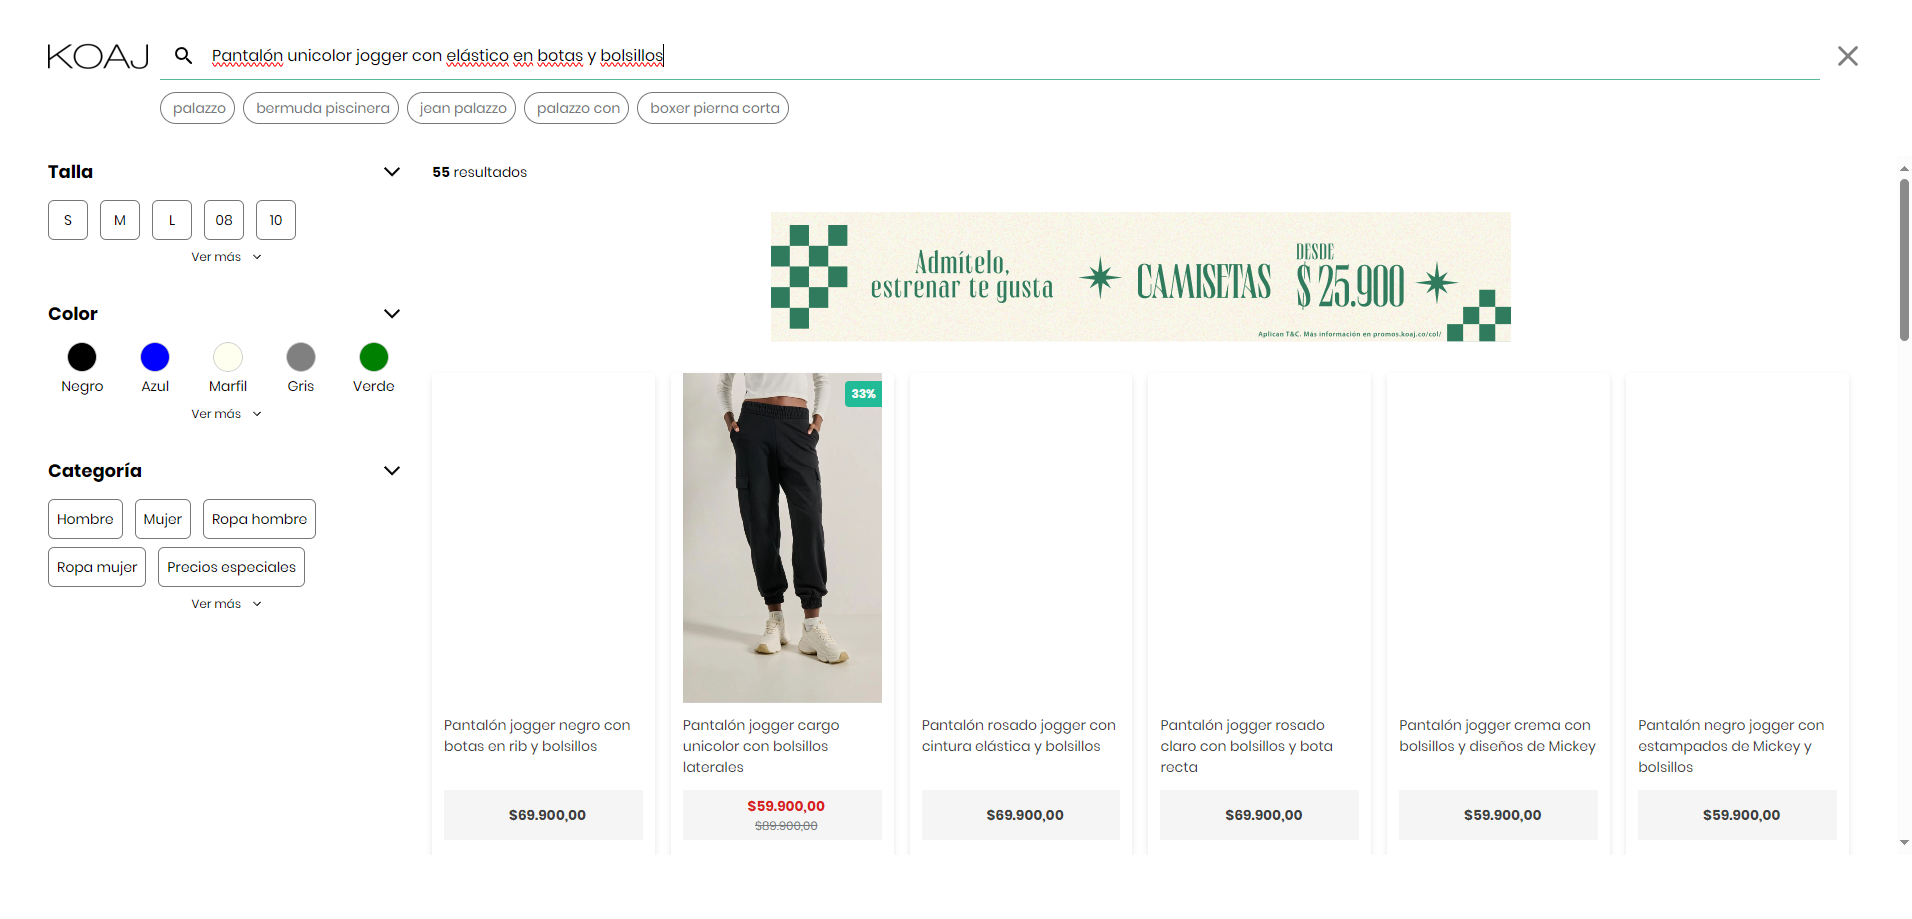 KOAJ
Pantalón unicolor jogger con elástico en botas y bolsillos
palazzo
bermuda piscinera
jean palazzo
palazzo con
boxer pierna corta
Talla
S
M
L
08
10
Ver más
Color
Negro
Azul
Marfil
Gris
Verde
Ver más
Categoría
Hombre
Mujer
Ropa hombre
Ropa mujer
Precios especiales
Ver más
55 resultados
Admítelo,
estrenar te gusta
CAMISETAS
DESDE
$ 25.900
Aplican T&C. Más información en promos.koaj.co/col/
Pantalón jogger negro con
botas en rib y bolsillos
$69.900,00
33%
Pantalón jogger cargo
unicolor con bolsillos
laterales
$59.900,00
$89.900,00
Pantalón rosado jogger con
cintura elástica y bolsillos
$69.900,00
Pantalón jogger rosado
claro con bolsillos y bota
recta
$69.900,00
Pantalón jogger crema con
bolsillos y diseños de Mickey
$59.900,00
Pantalón negro jogger con
estampados de Mickey y
bolsillos
$59.900,00